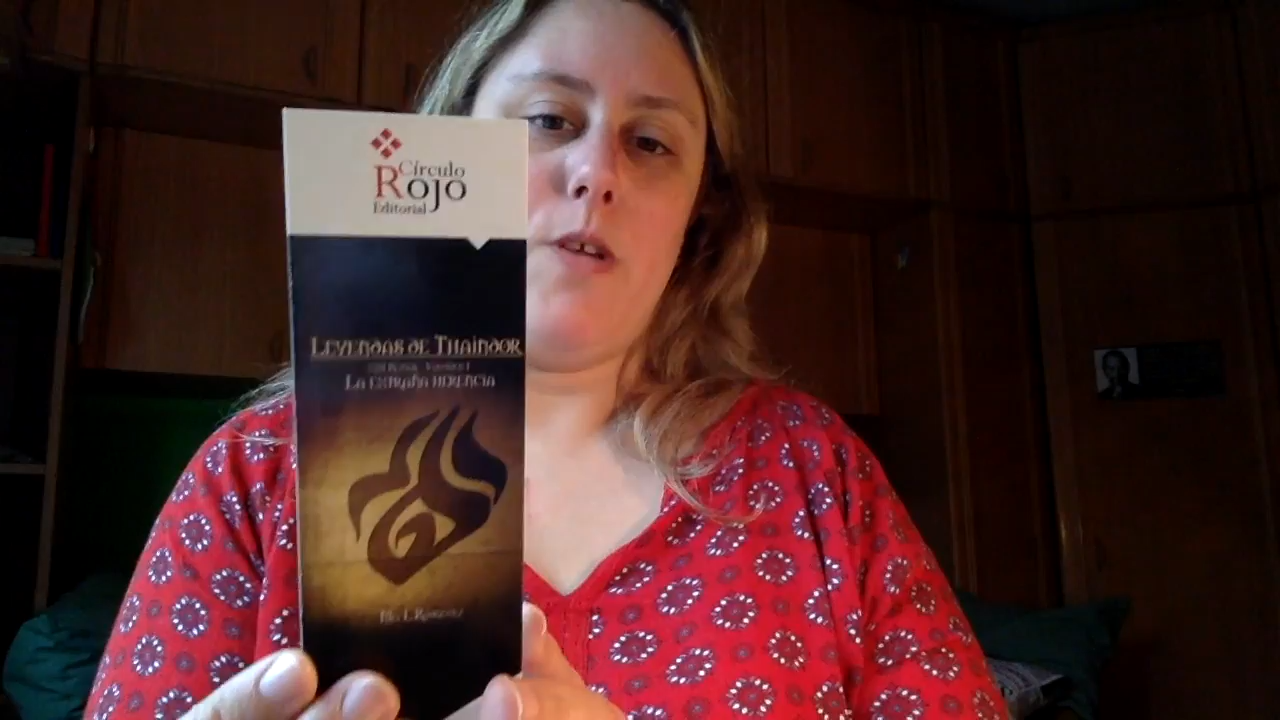 Círculo
Rojo
Editorial
LEYENDAS DE THAINDOR
LA EXTRAÑA HERENCIA